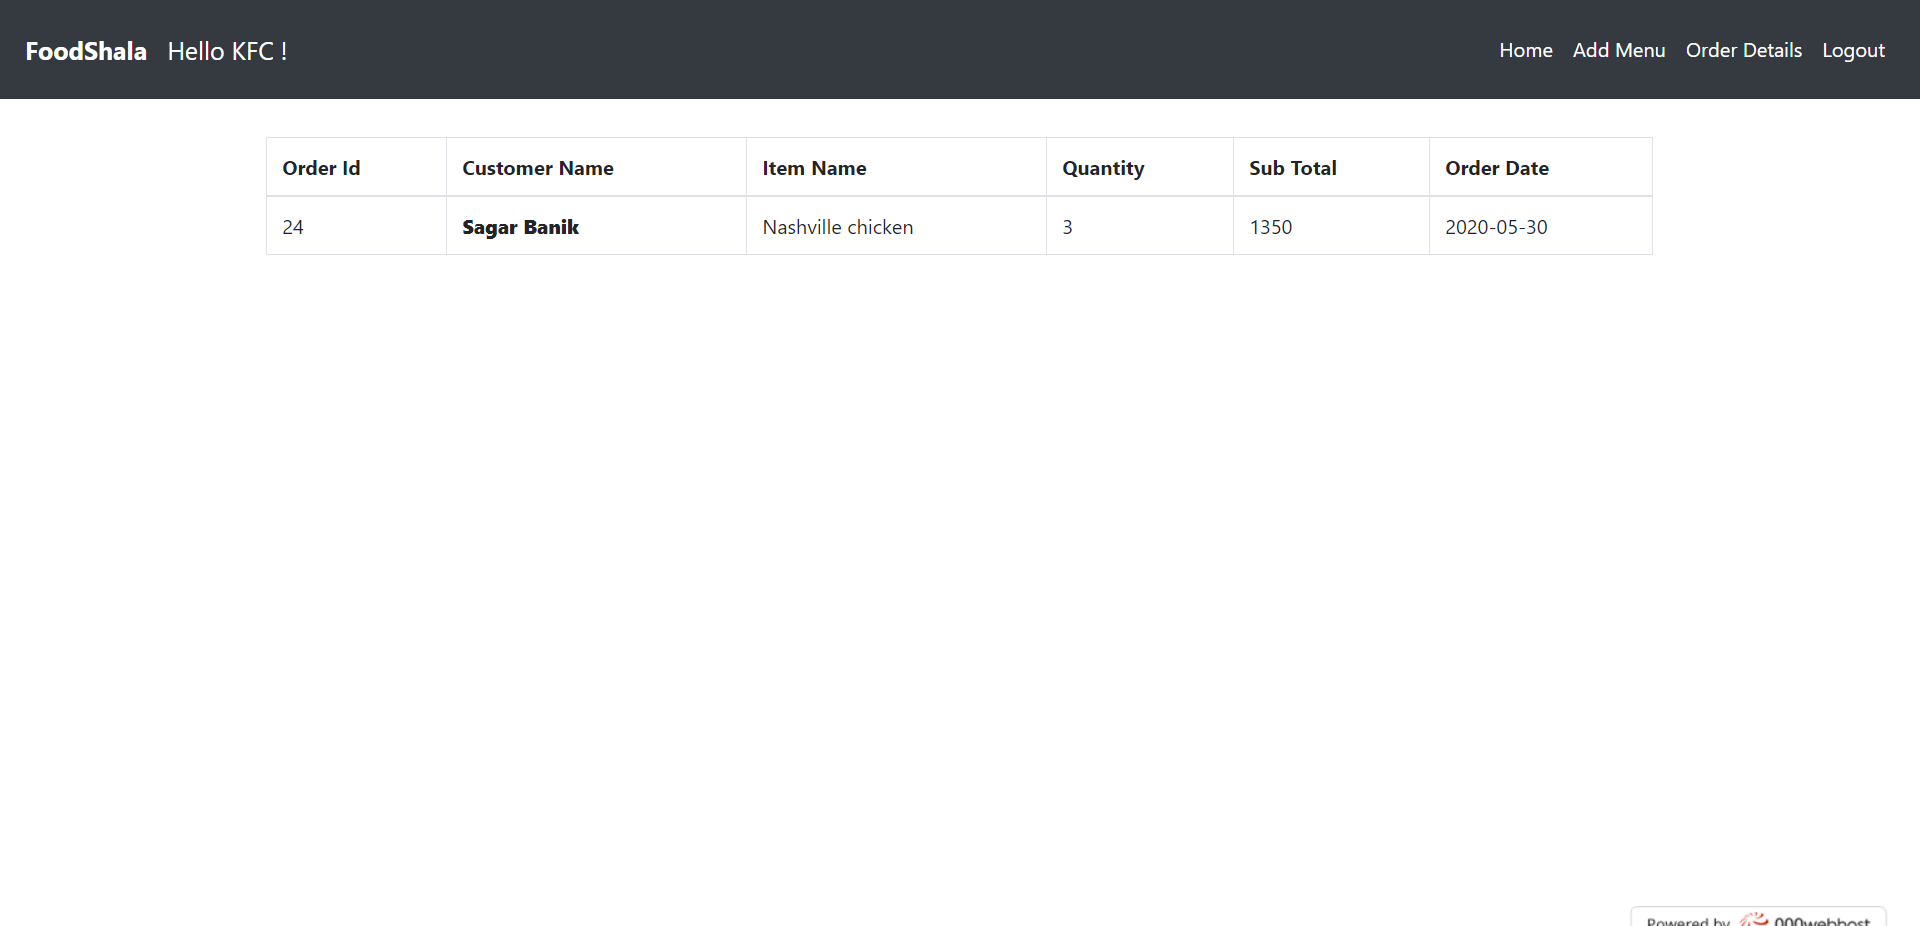 FoodShala Hello KFC ! Home Add Menu Order Details Logout
Order Id Customer Name Item Name Quantity Sub Total Order Date
24 Sagar Banik Nashville chicken 3 1350 2020-05-30
Powered by 000webhost